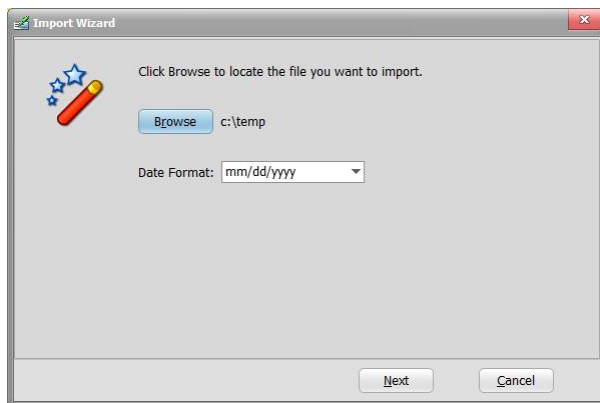 Import Wizard
Click Browse to locate the file you want to import.
Browse c:\temp
Date Format: mm/dd/yyyy
Next Cancel